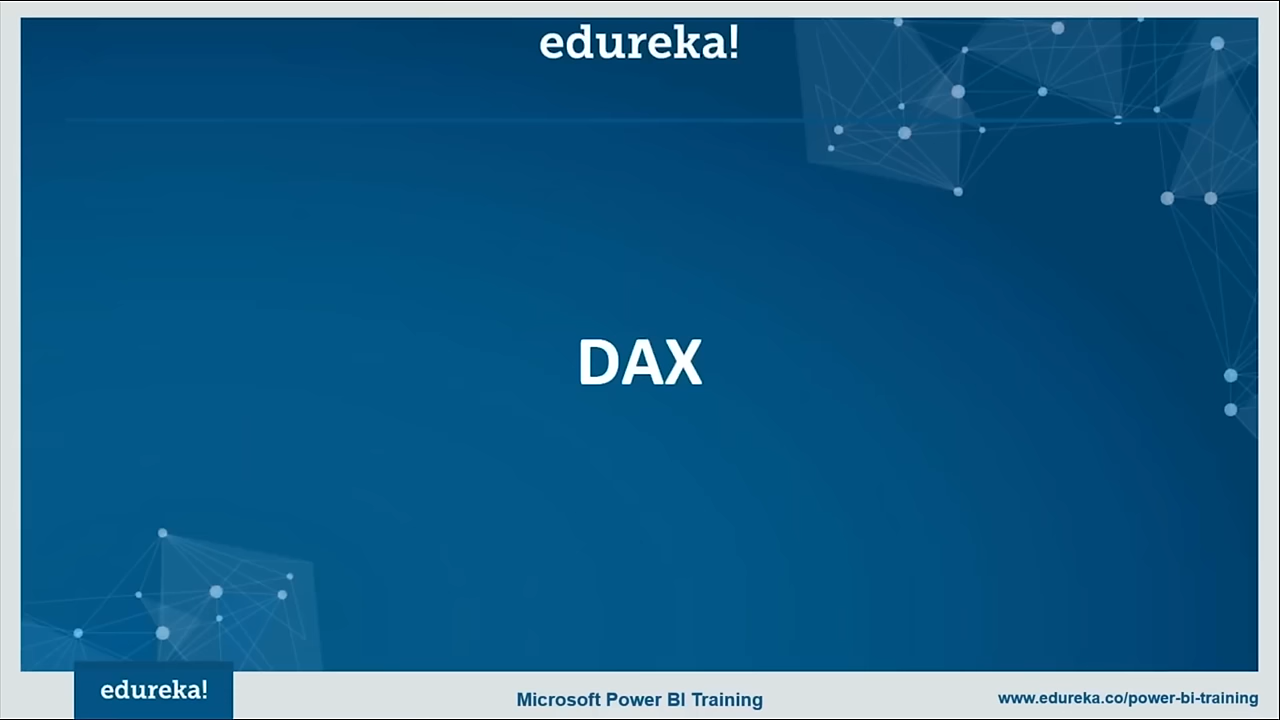 edureka!
DAX
edureka!
Microsoft Power BI Training
www.edureka.co/power-bi-training